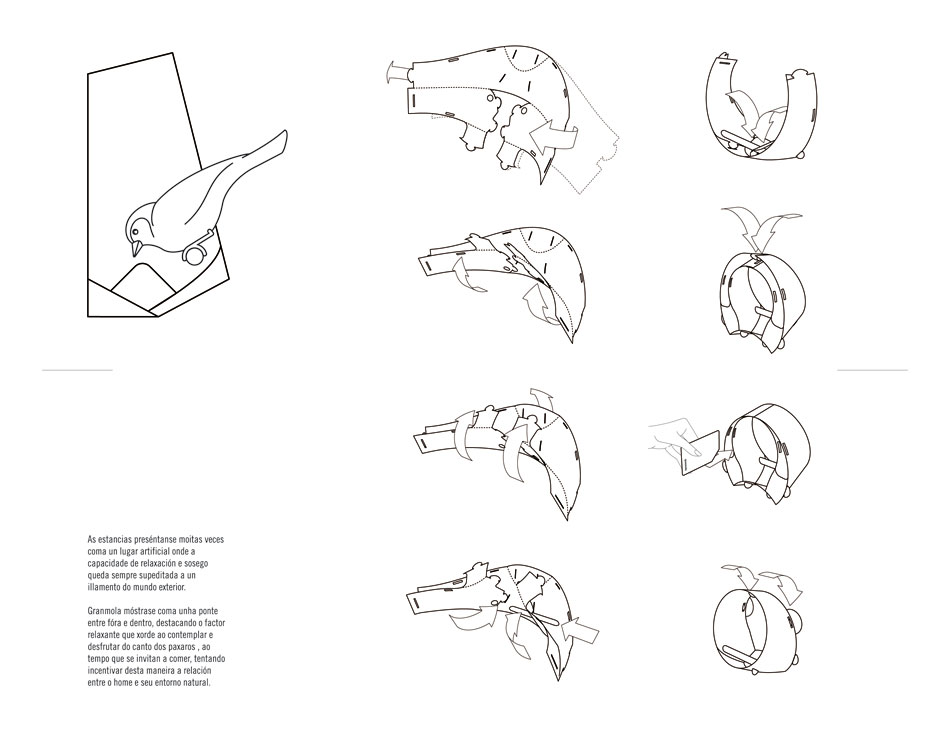 As estancias preséntanse moitas veces
coma un lugar artificial onde a
capacidade de relaxación e sosego
queda sempre supeditada a un
illamento do mundo exterior.
Granmola móstrase coma unha ponte
entre fóra e dentro, destacando o factor
relaxante que xorde ao contemplar e
desfrutar do canto dos paxaros , ao
tempo que se invitan a comer, tentando
incentivar desta maneira a relación
entre o home e seu entorno natural.